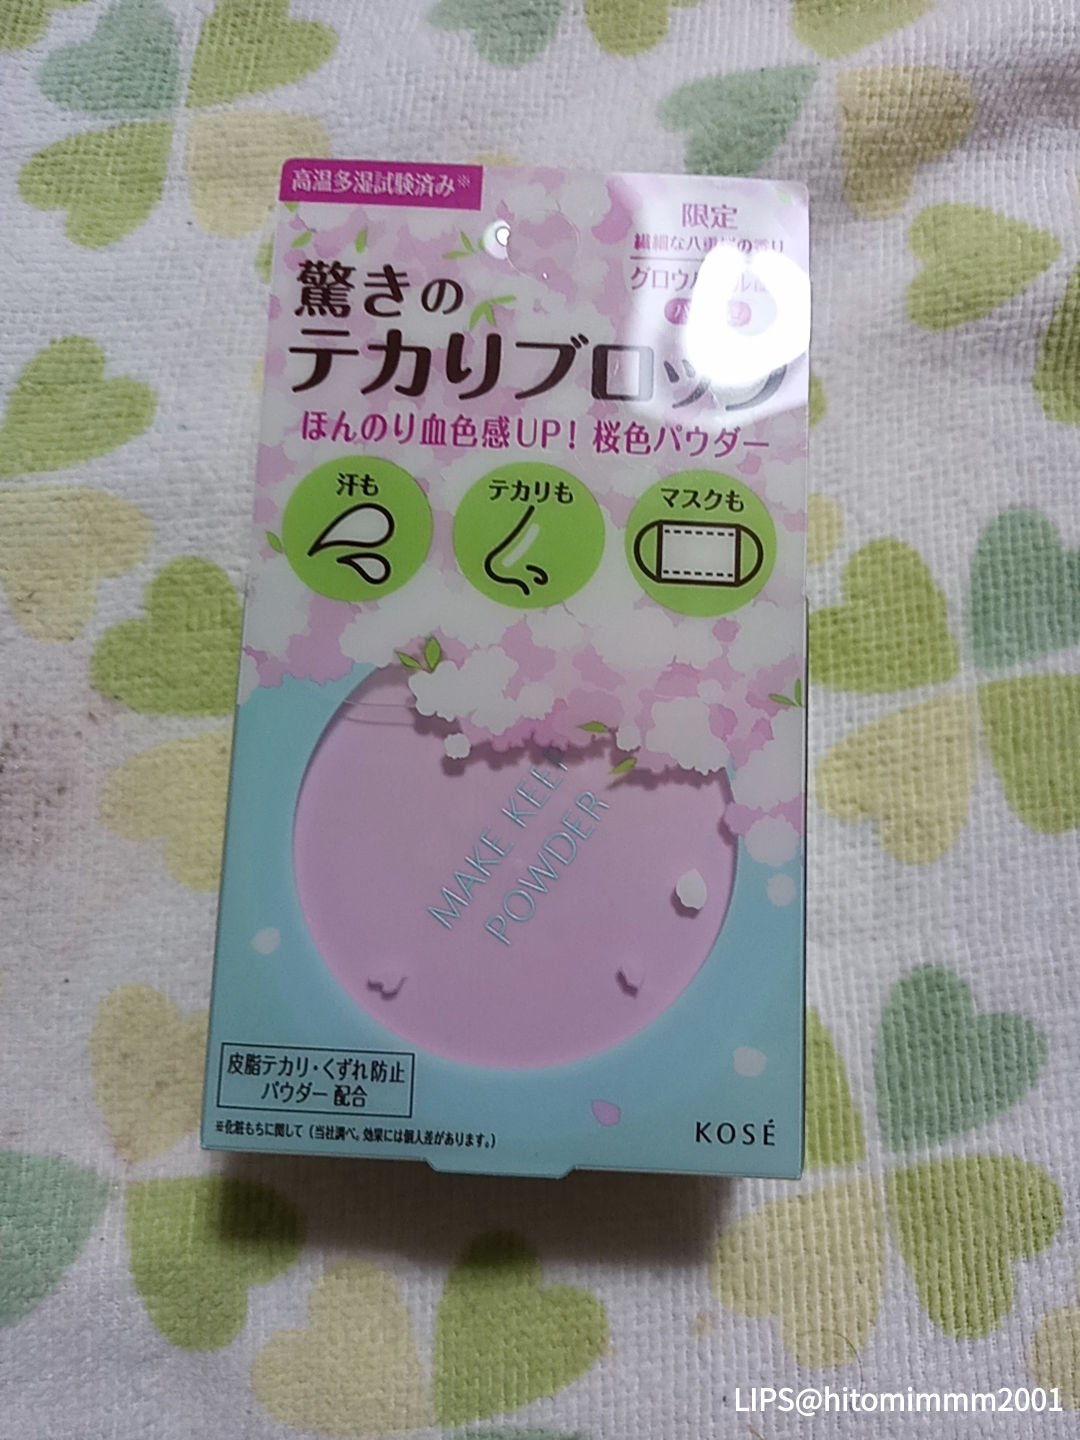 高温多湿試験済み※
限定
繊細な八重桜の香り
グロウ
驚きの
テカリブロック
ほんのり血色感UP! 桜色パウダー
汗も
テカリも
マスクも
MAKE KEEP
POWDER
皮脂テカリ・くずれ防止
パウダー 配合
※化粧もちに関して(当社調べ。効果には個人差があります。)
KOSÉ
LIPS@hitomimmm2001